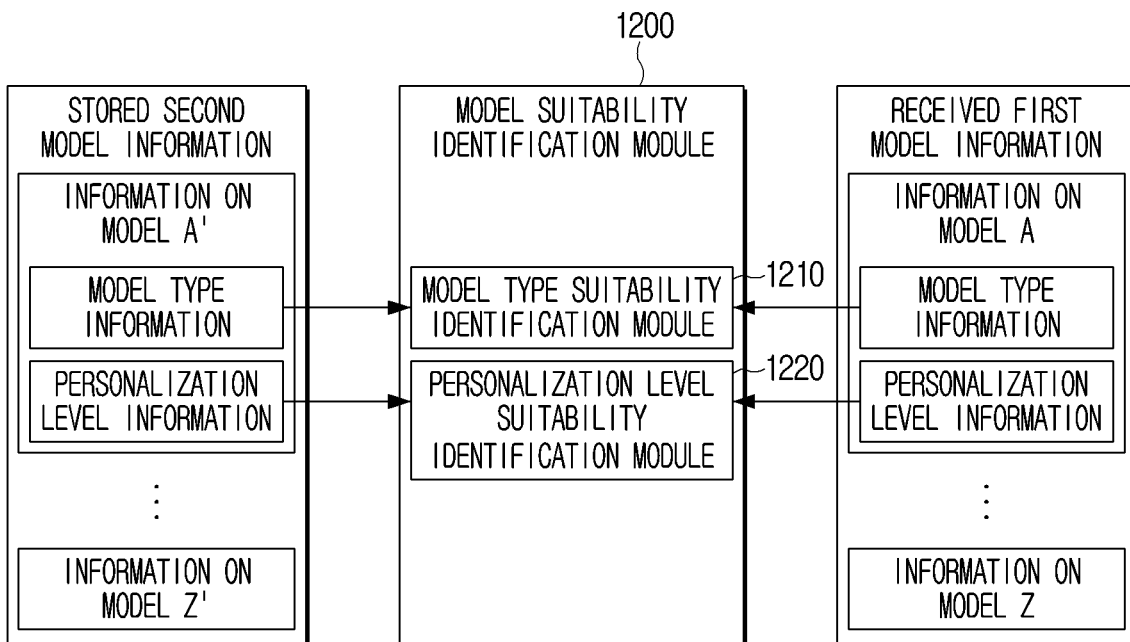 1200
STORED SECOND
MODEL INFORMATION
INFORMATION ON
MODEL A'
MODEL TYPE
INFORMATION
PERSONALIZATION
LEVEL INFORMATION
⋮
INFORMATION ON
MODEL Z'
MODEL SUITABILITY
IDENTIFICATION MODULE
1210
MODEL TYPE SUITABILITY
IDENTIFICATION MODULE
1220
PERSONALIZATION LEVEL
SUITABILITY
IDENTIFICATION MODULE
RECEIVED FIRST
MODEL INFORMATION
INFORMATION ON
MODEL A
MODEL TYPE
INFORMATION
PERSONALIZATION
LEVEL INFORMATION
⋮
INFORMATION ON
MODEL Z